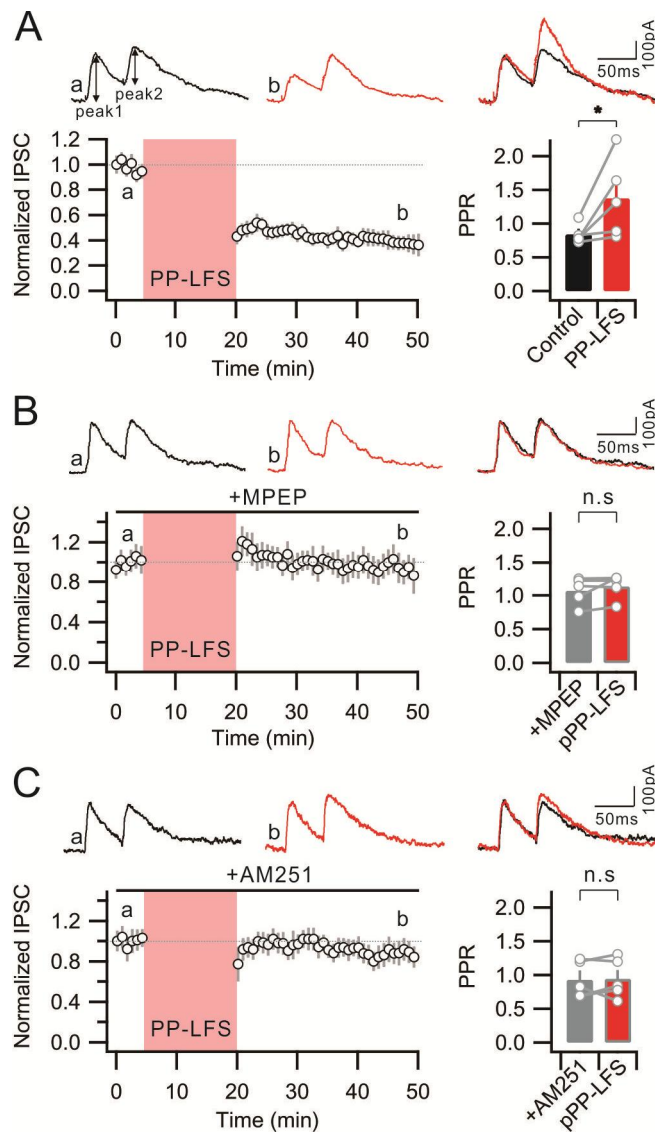 A
a
peak1
peak2
b
50ms
100pA
Normalized IPSC
1.2
1.0
0.8
0.6
0.4
0.2
0.0
a
b
PP-LFS
0
10
20
30
40
50
Time (min)
PPR
2.0
1.5
1.0
0.5
0.0
*
Control
PP-LFS
B
a
b
50ms
100pA
+MPEP
Normalized IPSC
1.2
0.8
0.4
0.0
a
b
PP-LFS
0
10
20
30
40
50
Time (min)
PPR
2.0
1.5
1.0
0.5
0.0
n.s
+MPEP
pPP-LFS
C
a
b
50ms
100pA
+AM251
Normalized IPSC
1.2
0.8
0.4
0.0
a
b
PP-LFS
0
10
20
30
40
50
Time (min)
PPR
2.0
1.5
1.0
0.5
0.0
n.s
+AM251
pPP-LFS